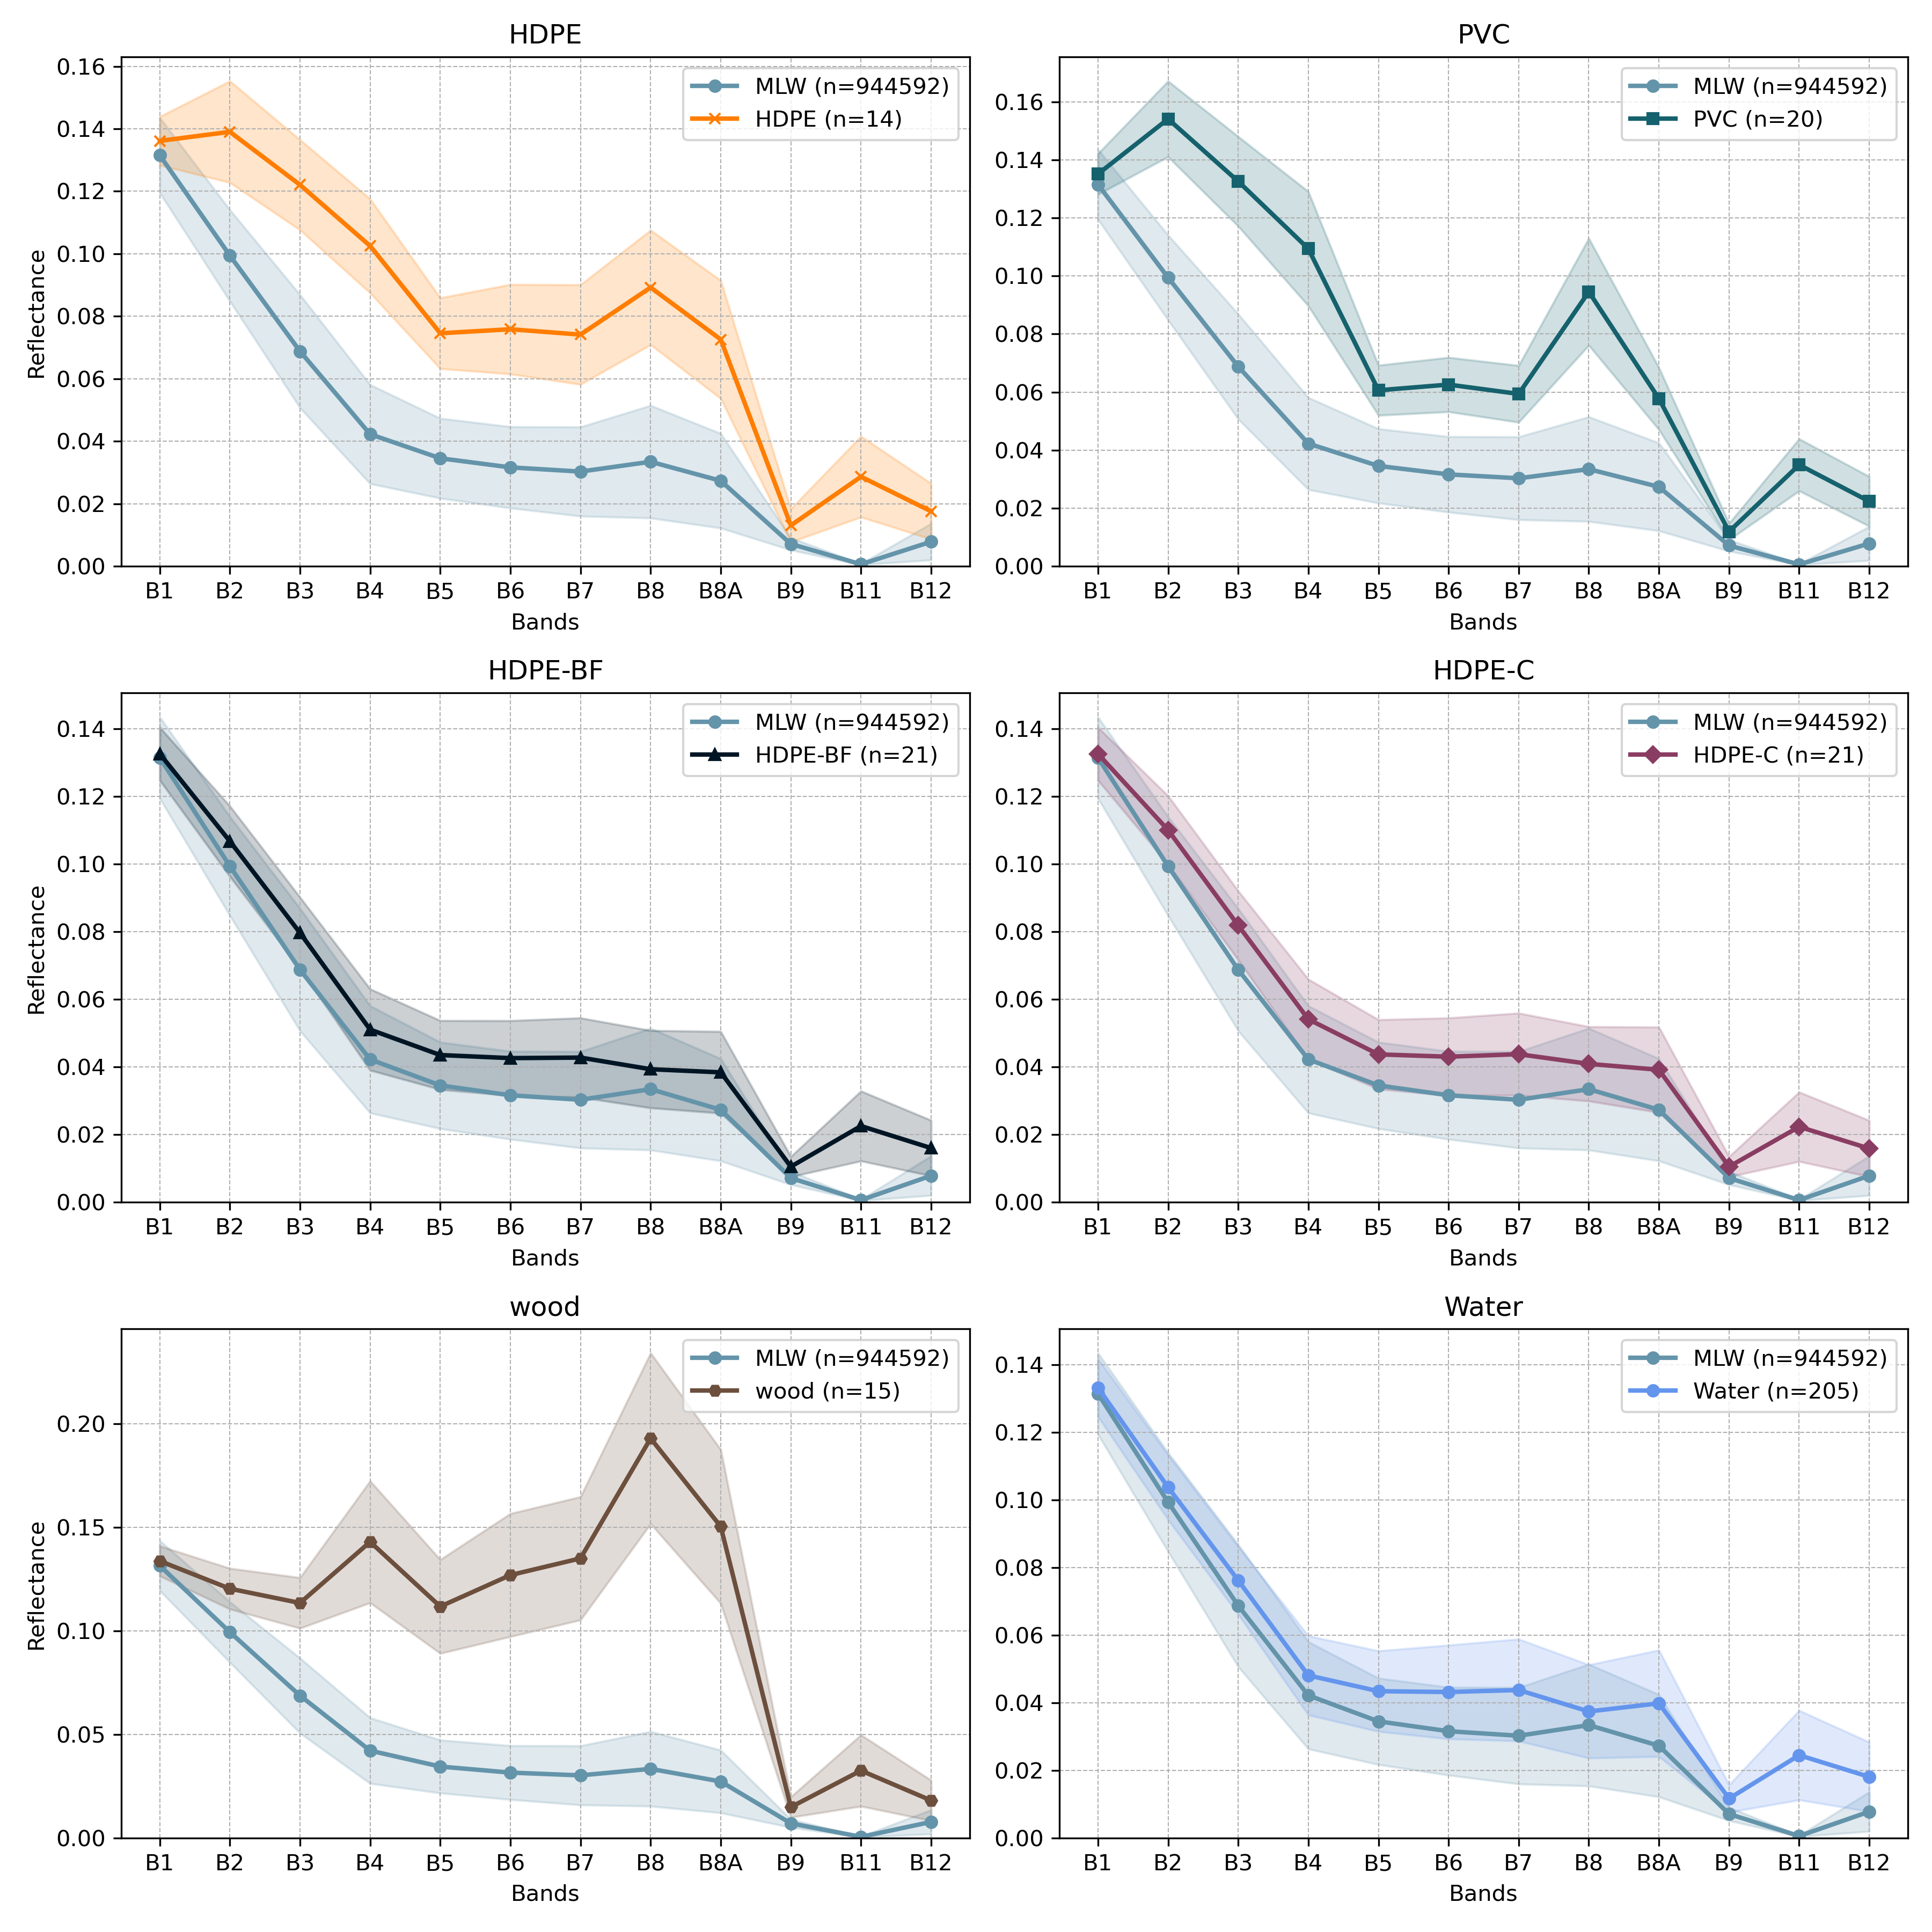 HDPE
Reflectance
0.16
0.14
0.12
0.10
0.08
0.06
0.04
0.02
0.00
MLW (n=944592)
HDPE (n=14)
B1 B2 B3 B4 B5 B6 B7 B8 B8A B9 B11 B12
Bands
PVC
0.16
0.14
0.12
0.10
0.08
0.06
0.04
0.02
0.00
MLW (n=944592)
PVC (n=20)
B1 B2 B3 B4 B5 B6 B7 B8 B8A B9 B11 B12
Bands
HDPE-BF
Reflectance
0.14
0.12
0.10
0.08
0.06
0.04
0.02
0.00
MLW (n=944592)
HDPE-BF (n=21)
B1 B2 B3 B4 B5 B6 B7 B8 B8A B9 B11 B12
Bands
HDPE-C
0.14
0.12
0.10
0.08
0.06
0.04
0.02
0.00
MLW (n=944592)
HDPE-C (n=21)
B1 B2 B3 B4 B5 B6 B7 B8 B8A B9 B11 B12
Bands
wood
Reflectance
0.20
0.15
0.10
0.05
0.00
MLW (n=944592)
wood (n=15)
B1 B2 B3 B4 B5 B6 B7 B8 B8A B9 B11 B12
Bands
Water
0.14
0.12
0.10
0.08
0.06
0.04
0.02
0.00
MLW (n=944592)
Water (n=205)
B1 B2 B3 B4 B5 B6 B7 B8 B8A B9 B11 B12
Bands